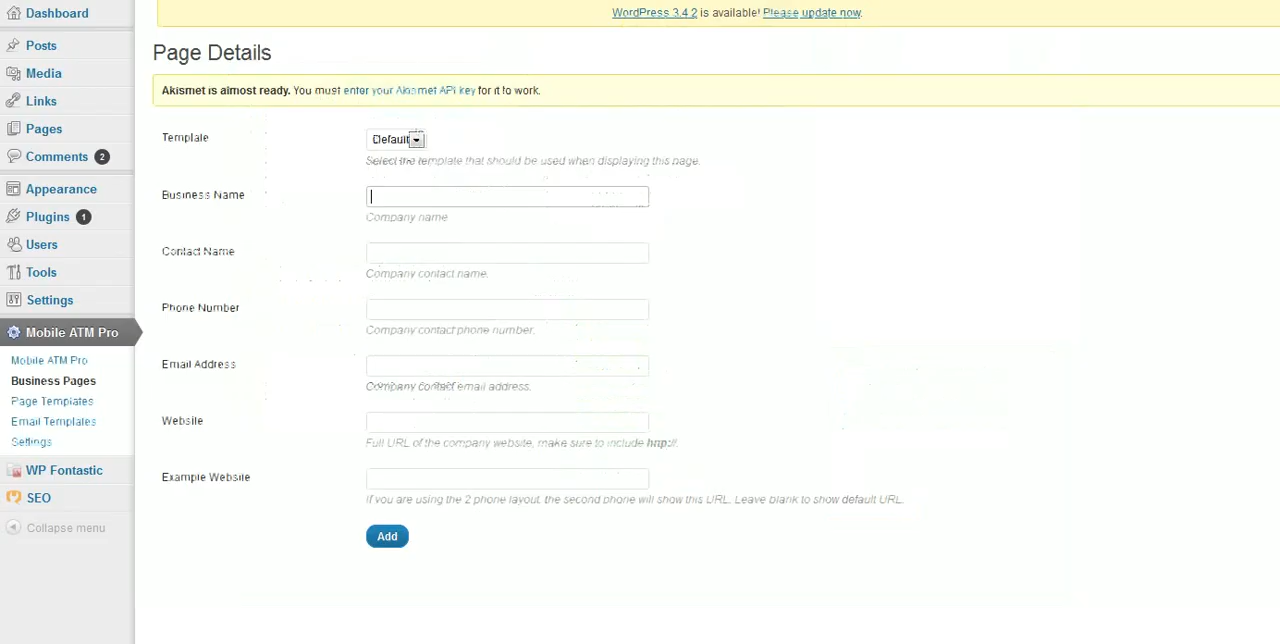 WordPress 3.4.2 is available! Please update now.
Dashboard
Posts
Media
Links
Pages
Comments 2
Appearance
Plugins 1
Users
Tools
Settings
Mobile ATM Pro
Mobile ATM Pro
Business Pages
Page Templates
Email Templates
Settings
WP Fontastic
SEO
Collapse menu
Page Details
Akismet is almost ready. You must enter your Akismet API key for it to work.
Template
Default
Select the template that should be used when displaying this page.
Business Name
Company name
Contact Name
Company contact name.
Phone Number
Company contact phone number.
Email Address
Company contact email address.
Website
Full URL of the company website, make sure to include http://.
Example Website
If you are using the 2 phone layout, the second phone will show this URL. Leave blank to show default URL.
Add